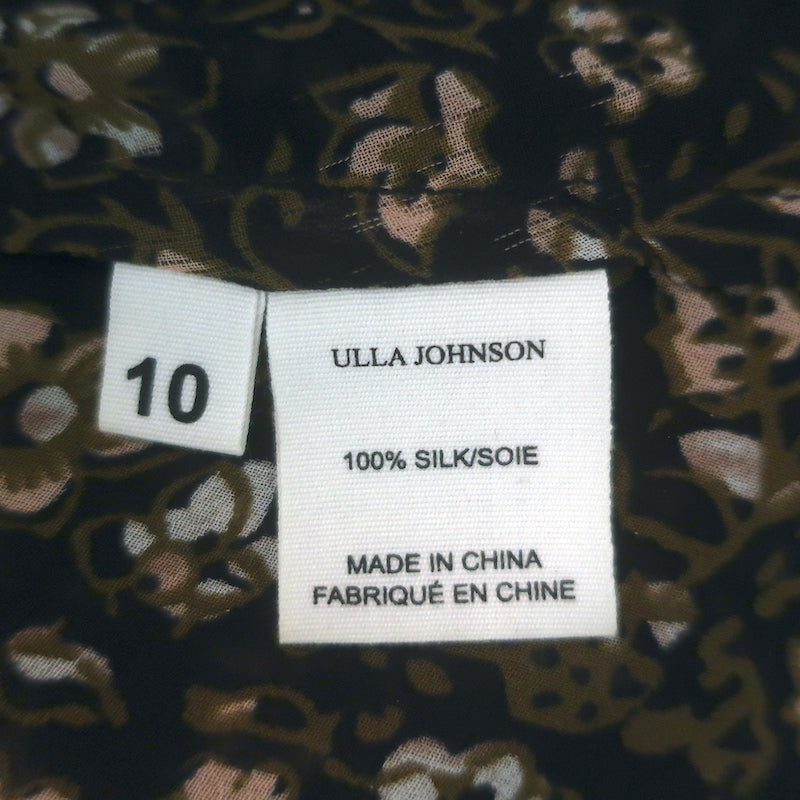 10
ULLA JOHNSON
100% SILK/SOIE
MADE IN CHINA
FABRIQUÉ EN CHINE